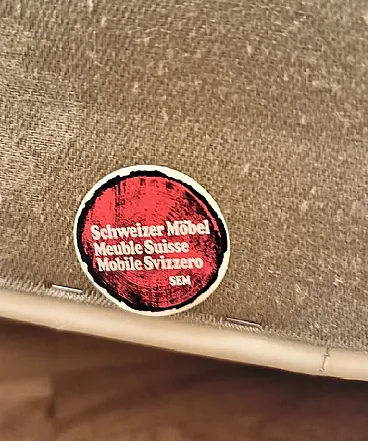 Schweizer Möbel
Meuble Suisse
Mobile Svizzero
SEM